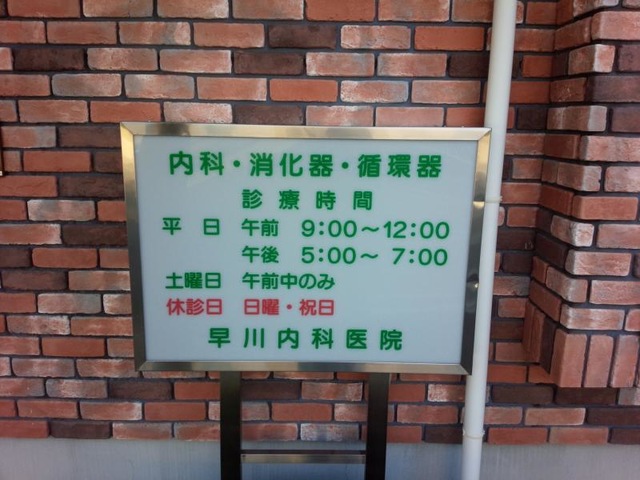 内科・消化器・循環器
診療時間
平日 午前 9:00～12:00
午後 5:00～ 7:00
土曜日 午前中のみ
休診日 日曜・祝日
早川内科医院